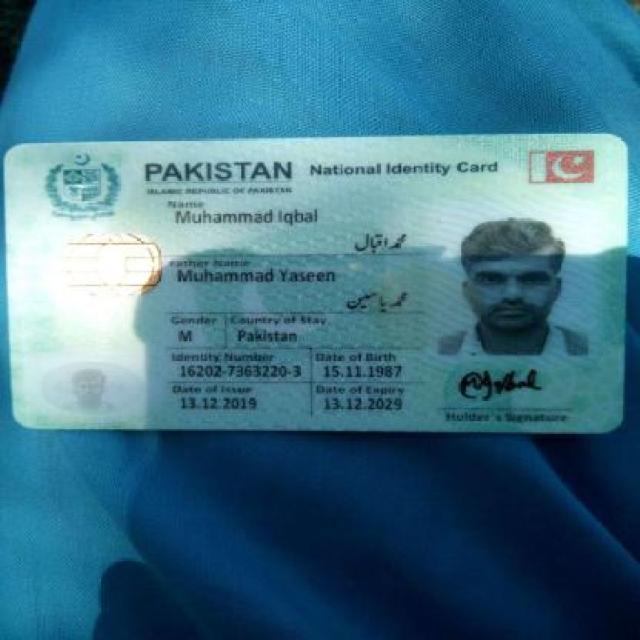 PAKISTAN National Identity Card
ISLAMIC REPUBLIC OF PAKISTAN
Name
Muhammad Iqbal
محمد اقبال
Father Name
Muhammad Yaseen
محمد یاسین
Gender Country of Stay
M Pakistan
Identity Number Date of Birth
16202-7363220-3 15.11.1987
Date of Issue Date of Expiry
13.12.2019 13.12.2029
Holder's Signature